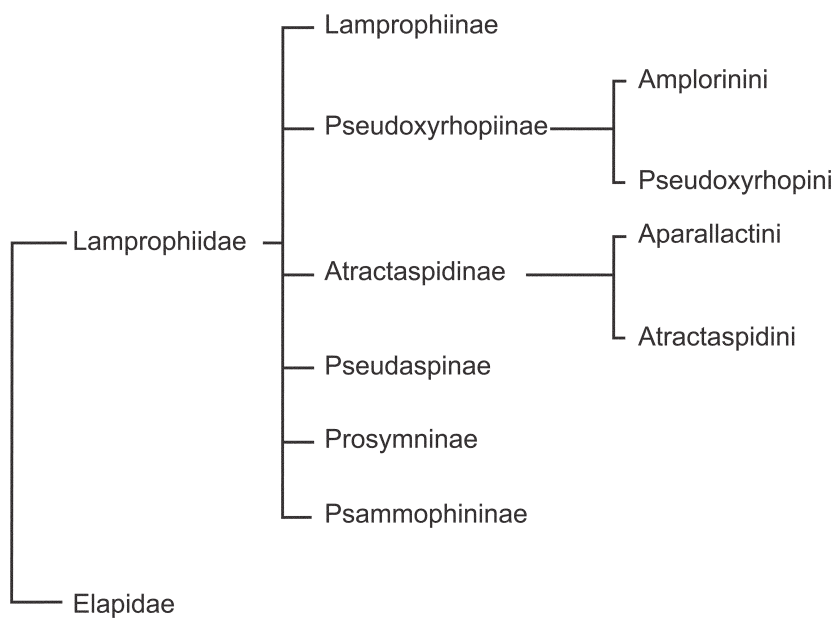 Lamprophiinae
Amplorinini
Pseudoxyrhopiinae
Pseudoxyrhopini
Aparallactini
Lamprophiidae
Atractaspidinae
Atractaspidini
Pseudaspinae
Prosymninae
Psammophininae
Elapidae